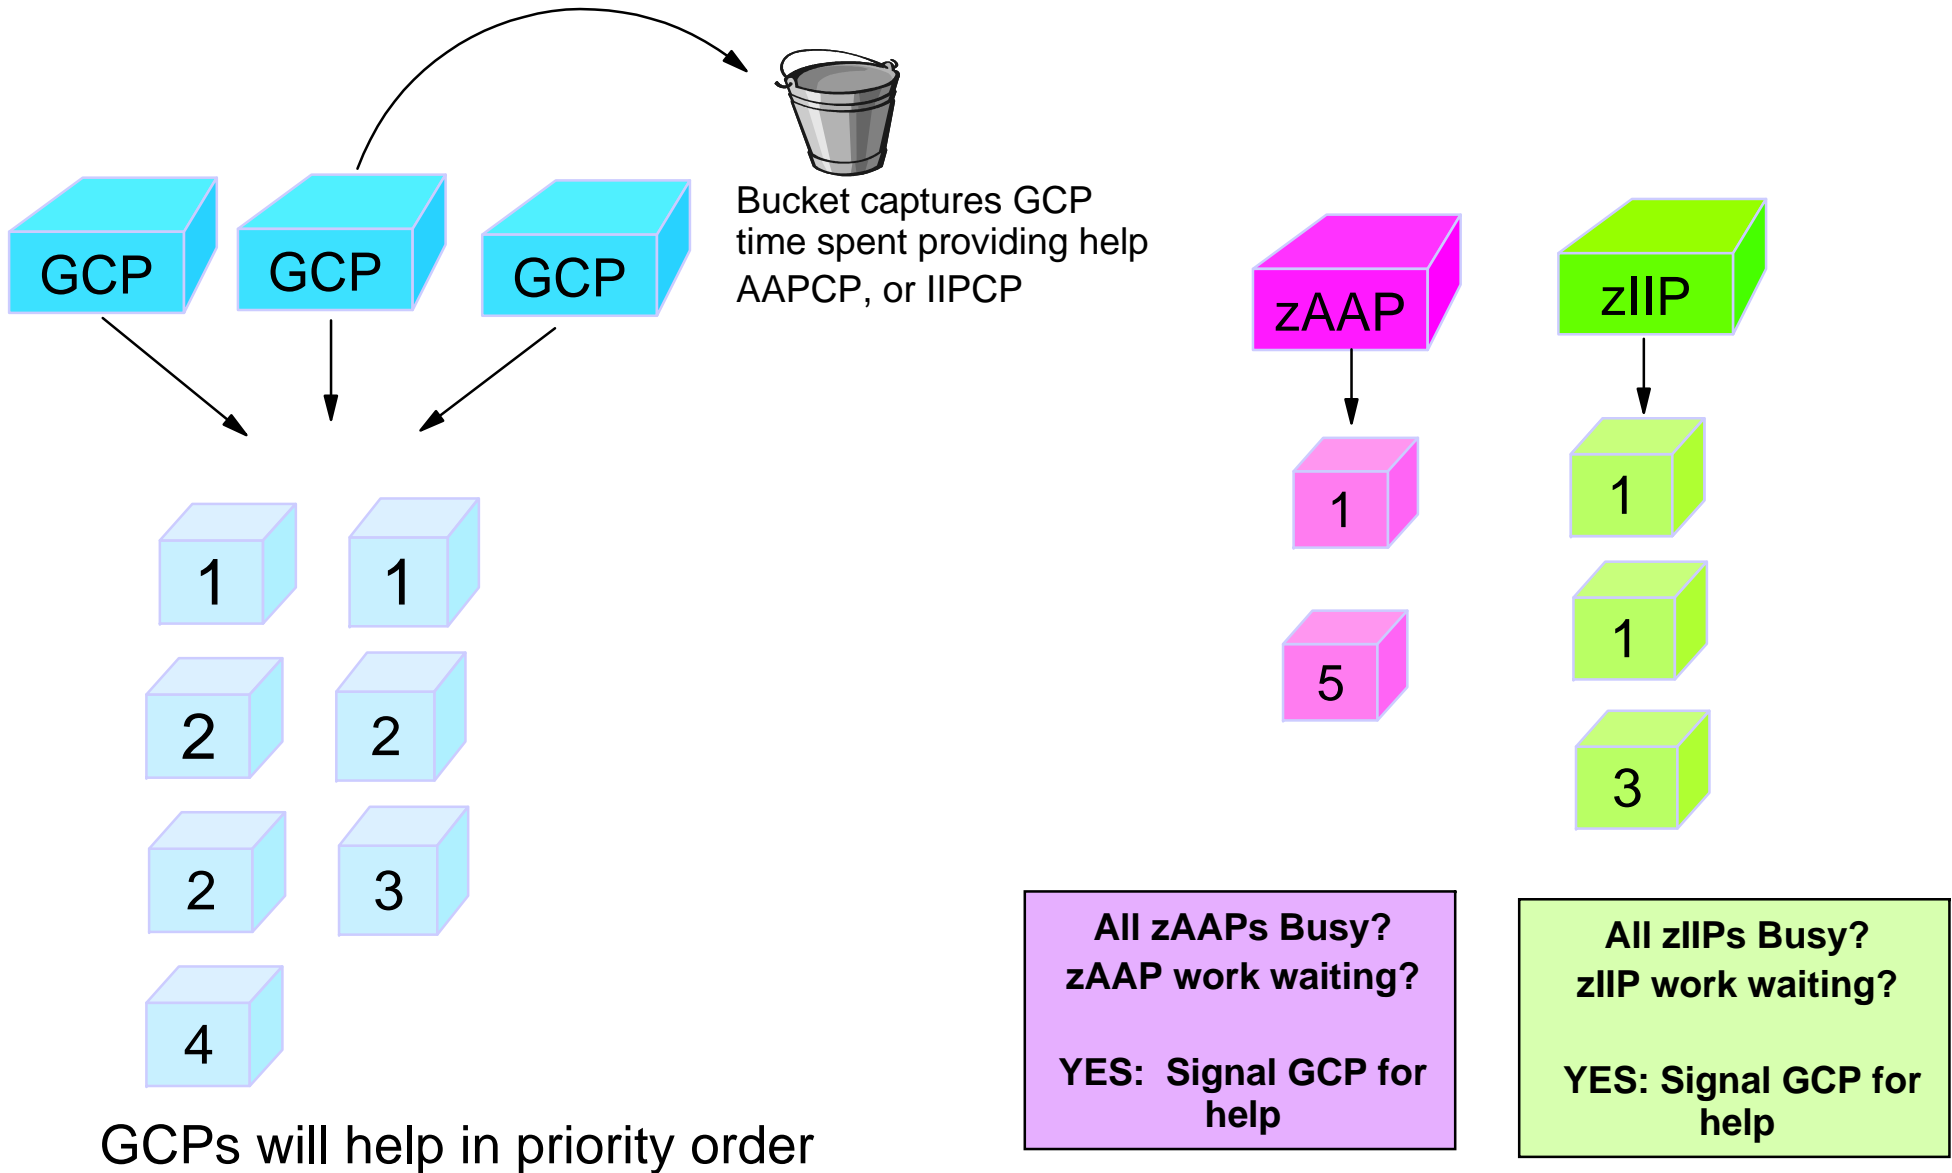 GCP
GCP
GCP
Bucket captures GCP
time spent providing help
AAPCP, or IIPCP
zAAP
zIIP
1
1
2
2
2
3
4
1
5
1
1
3
GCPs will help in priority order
All zAAPs Busy?
zAAP work waiting?
YES: Signal GCP for
help
All zIIPs Busy?
zIIP work waiting?
YES: Signal GCP for
help